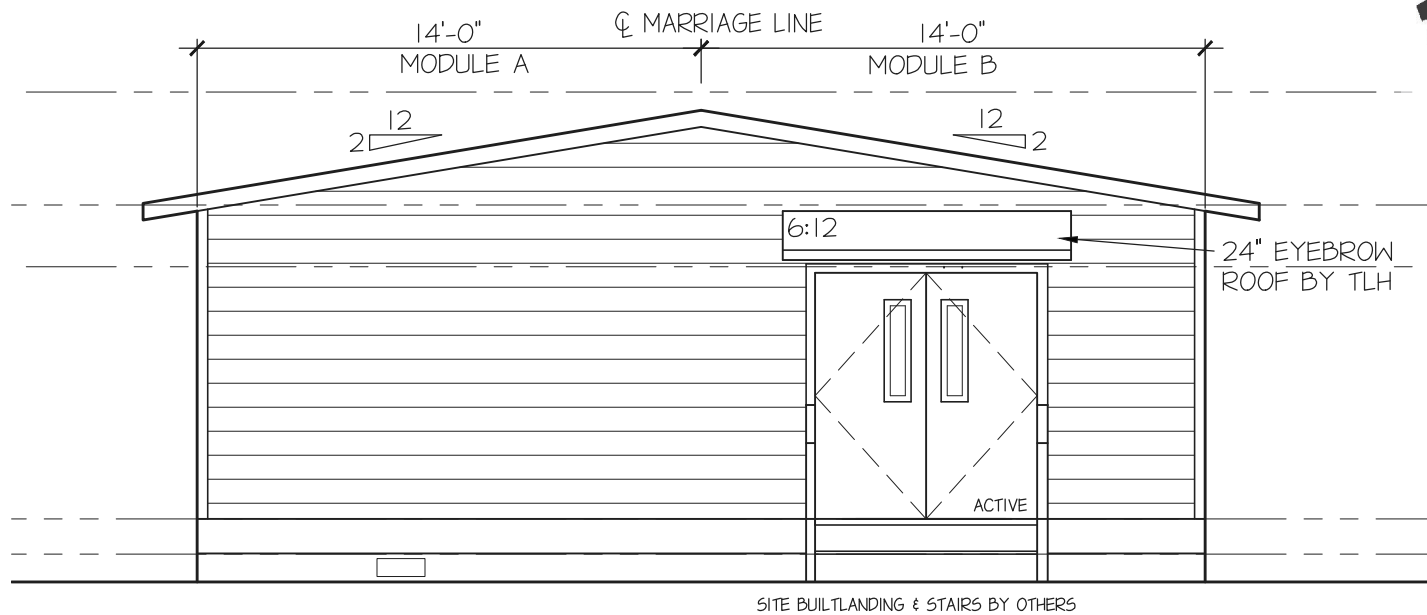 14'-0"
℄ MARRIAGE LINE
14'-0"
MODULE A
MODULE B
12
2
12
2
6:12
24" EYEBROW
ROOF BY TLH
ACTIVE
SITE BUILTLANDING & STAIRS BY OTHERS